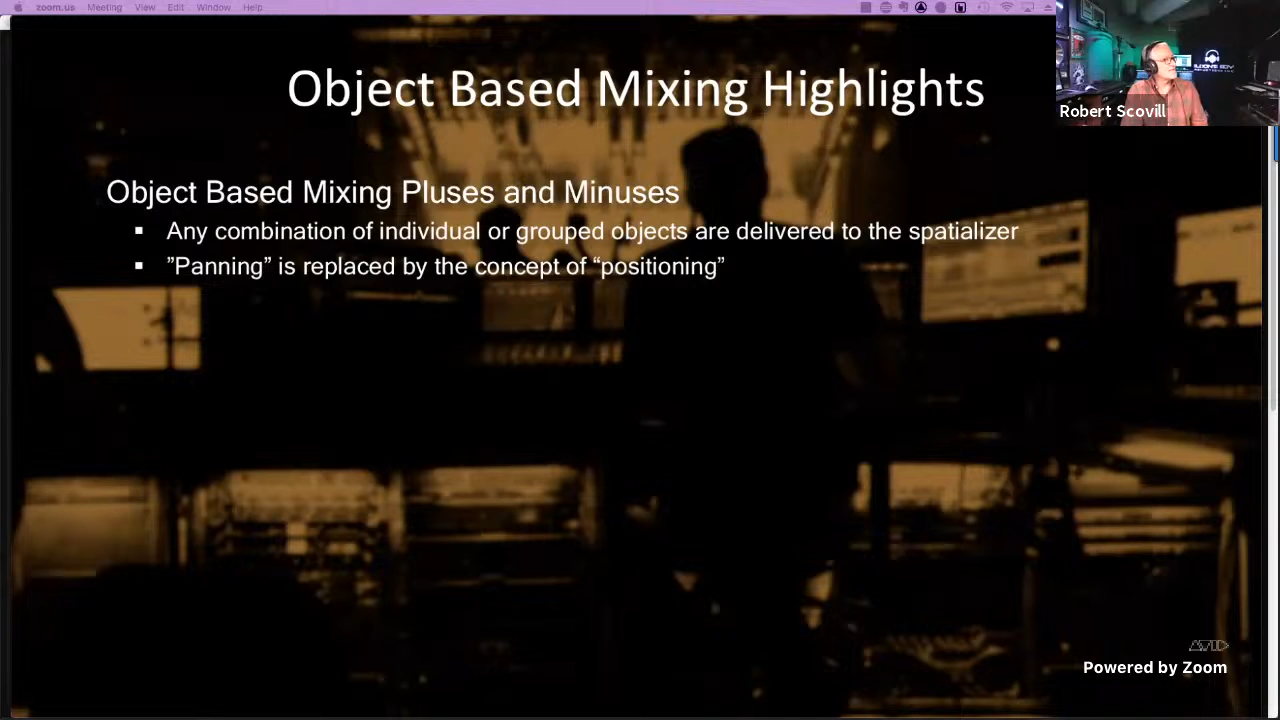 zoom.us Meeting View Edit Window Help
Object Based Mixing Highlights
Robert Scovill
Object Based Mixing Pluses and Minuses
▪ Any combination of individual or grouped objects are delivered to the spatializer
▪ ”Panning” is replaced by the concept of “positioning”
AVID
Powered by Zoom